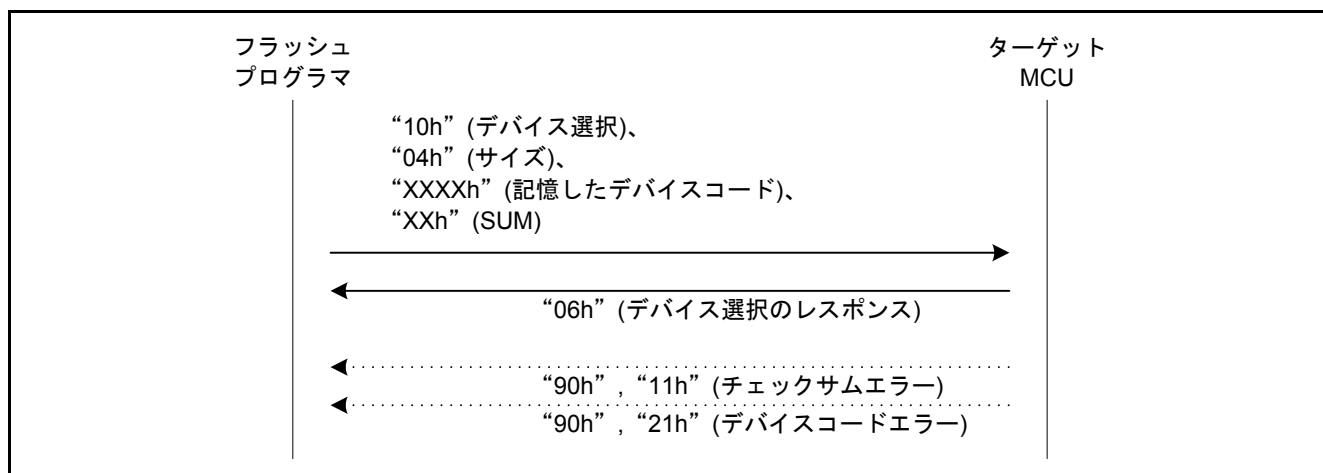 フラッシュ
プログラマ
ターゲット
MCU
“10h” (デバイス選択)、
“04h” (サイズ)、
“XXXXh” (記憶したデバイスコード)、
“XXh” (SUM)
“06h” (デバイス選択のレスポンス)
“90h” , “11h” (チェックサムエラー)
“90h” , “21h” (デバイスコードエラー)